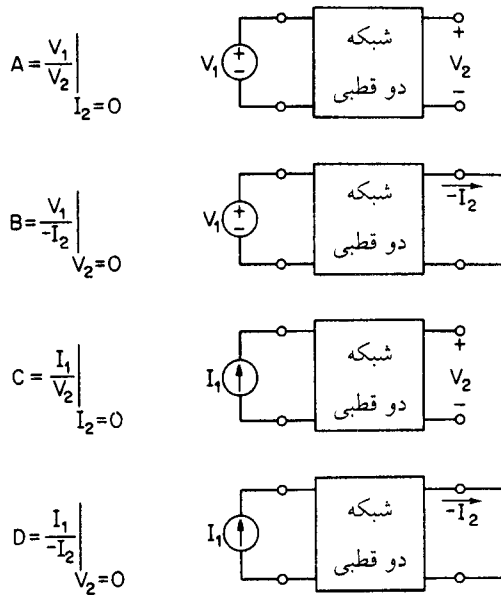 A = V₁/V₂ | I₂=0
V₁ + −
شبکه
دو قطبی
+
V₂
−
B = V₁/-I₂ | V₂=0
V₁ + −
شبکه
دو قطبی
-I₂
C = I₁/V₂ | I₂=0
I₁
شبکه
دو قطبی
+
V₂
−
D = I₁/-I₂ | V₂=0
I₁
شبکه
دو قطبی
-I₂